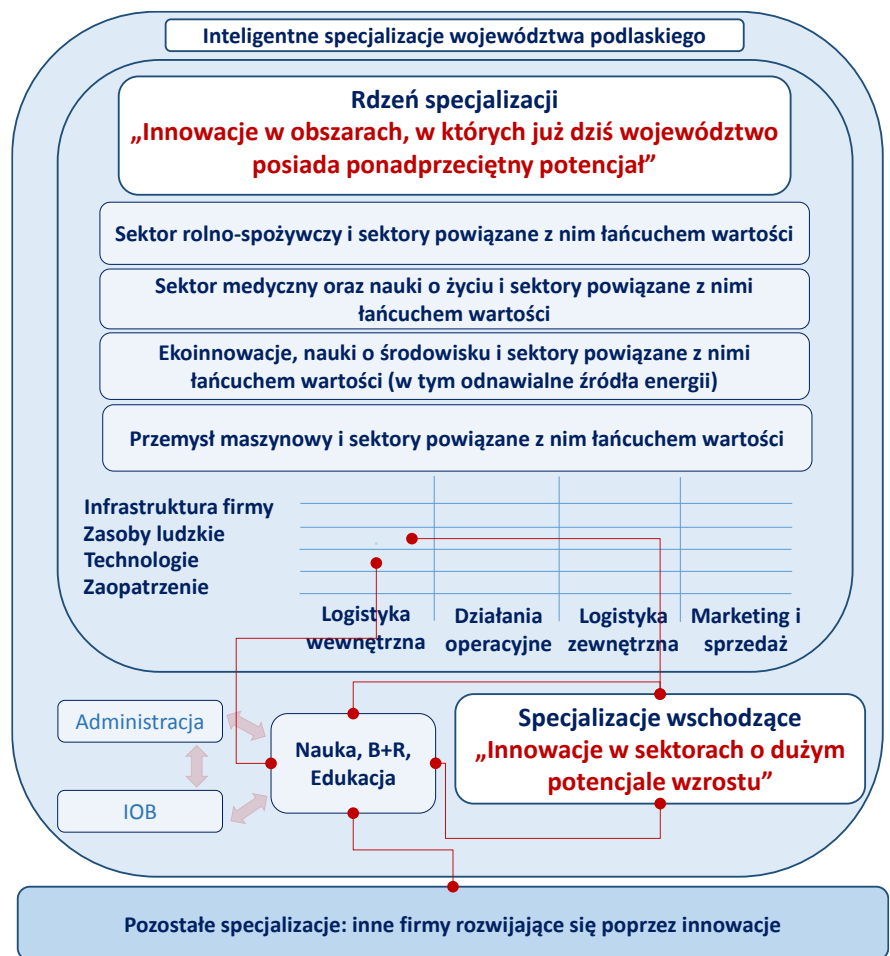 Inteligentne specjalizacje województwa podlaskiego
Rdzeń specjalizacji
„Innowacje w obszarach, w których już dziś województwo
posiada ponadprzeciętny potencjał”
Sektor rolno-spożywczy i sektory powiązane z nim łańcuchem wartości
Sektor medyczny oraz nauki o życiu i sektory powiązane z nimi
łańcuchem wartości
Ekoinnowacje, nauki o środowisku i sektory powiązane z nimi
łańcuchem wartości (w tym odnawialne źródła energii)
Przemysł maszynowy i sektory powiązane z nim łańcuchem wartości
Infrastruktura firmy
Zasoby ludzkie
Technologie
Zaopatrzenie
Logistyka
wewnętrzna
Działania
operacyjne
Logistyka
zewnętrzna
Marketing i
sprzedaż
Administracja
IOB
Nauka, B+R,
Edukacja
Specjalizacje wschodzące
„Innowacje w sektorach o dużym
potencjale wzrostu”
Pozostałe specjalizacje: inne firmy rozwijające się poprzez innowacje